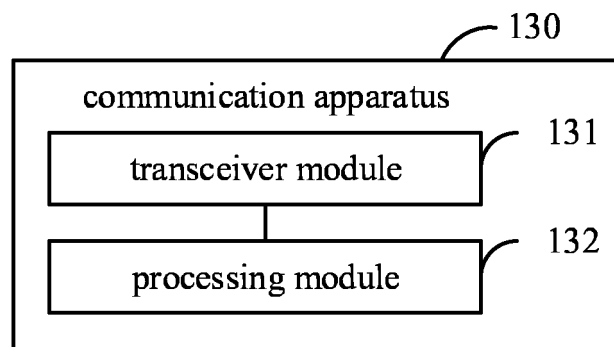 130
communication apparatus
131
transceiver module
132
processing module